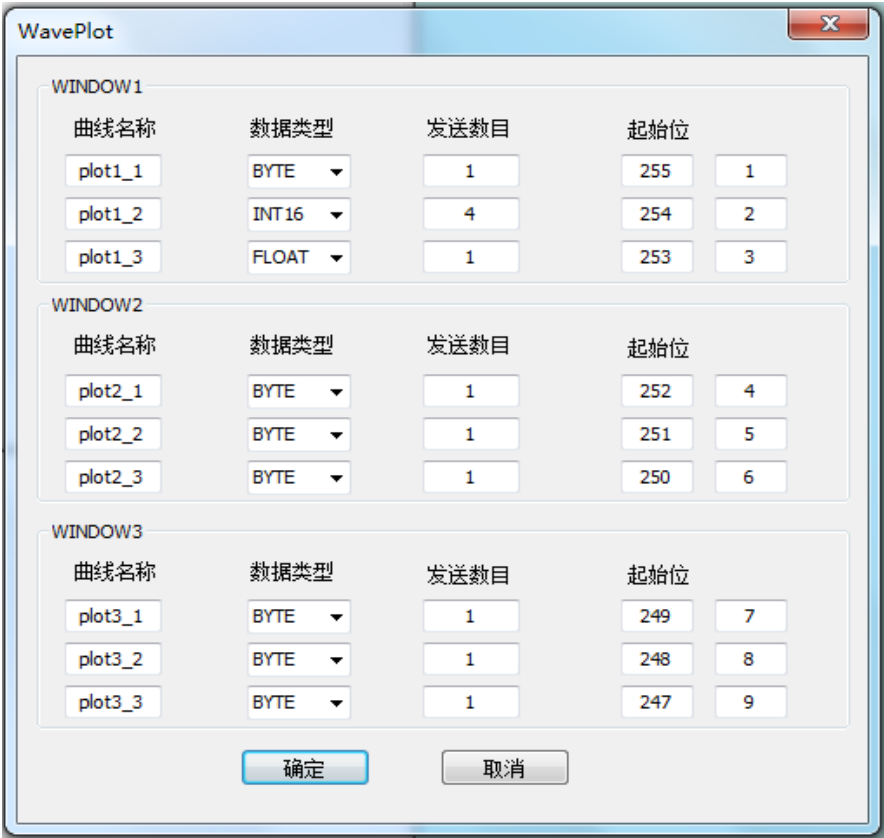 WavePlot
WINDOW1
曲线名称 数据类型 发送数目 起始位
plot1_1 BYTE 1 255 1
plot1_2 INT16 4 254 2
plot1_3 FLOAT 1 253 3
WINDOW2
曲线名称 数据类型 发送数目 起始位
plot2_1 BYTE 1 252 4
plot2_2 BYTE 1 251 5
plot2_3 BYTE 1 250 6
WINDOW3
曲线名称 数据类型 发送数目 起始位
plot3_1 BYTE 1 249 7
plot3_2 BYTE 1 248 8
plot3_3 BYTE 1 247 9
确定 取消